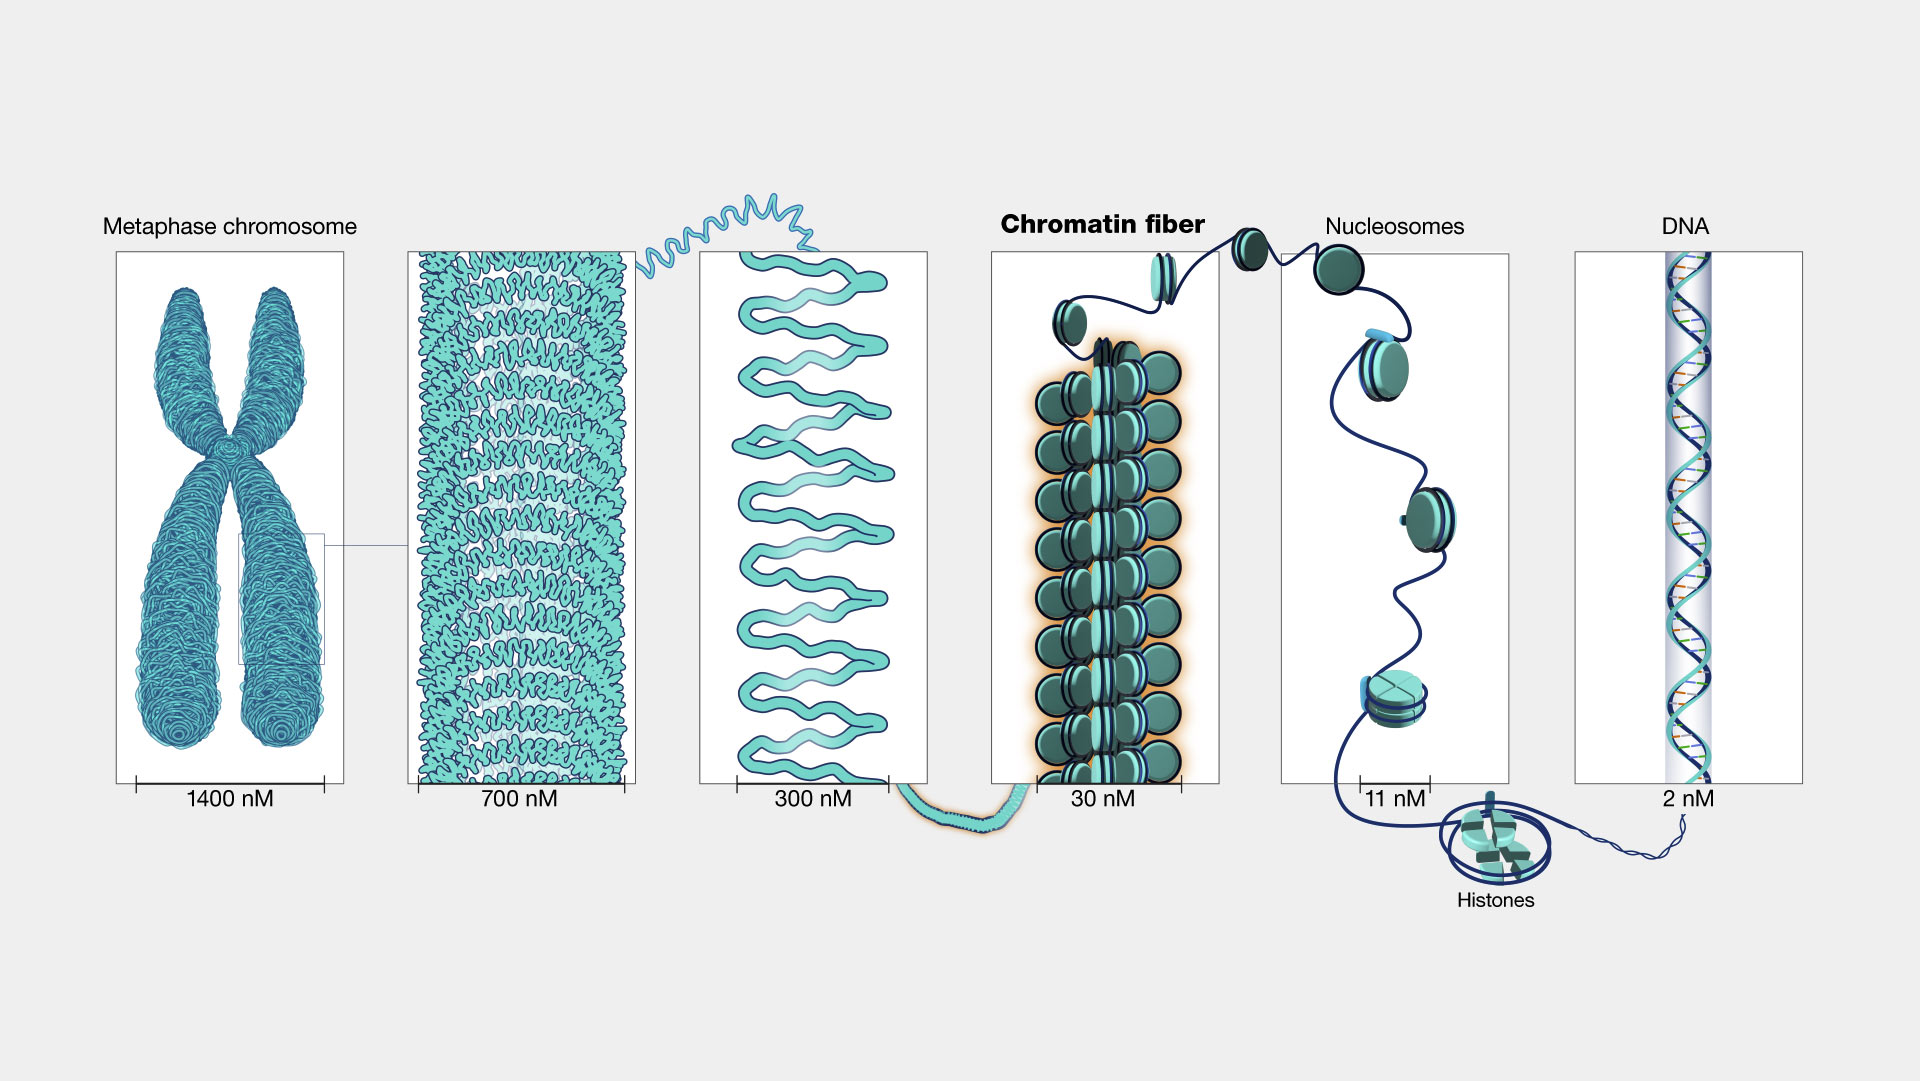 Metaphase chromosome
Chromatin fiber
Nucleosomes
DNA
1400 nM
700 nM
300 nM
30 nM
11 nM
2 nM
Histones